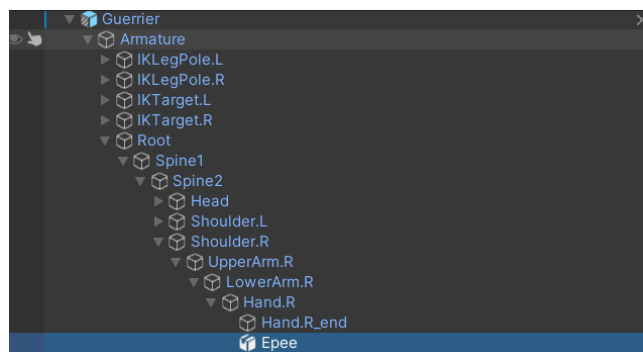 Guerrier
Armature
IKLegPole.L
IKLegPole.R
IKTarget.L
IKTarget.R
Root
Spine1
Spine2
Head
Shoulder.L
Shoulder.R
UpperArm.R
LowerArm.R
Hand.R
Hand.R_end
Epee